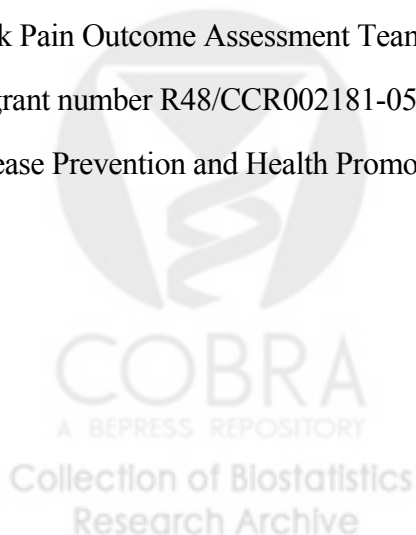 k Pain Outcome Assessment Tean
grant number R48/CCR002181-05
ease Prevention and Health Promo
COBRA
A BEPRESS REPOSITORY
Collection of Biostatistics
Research Archive